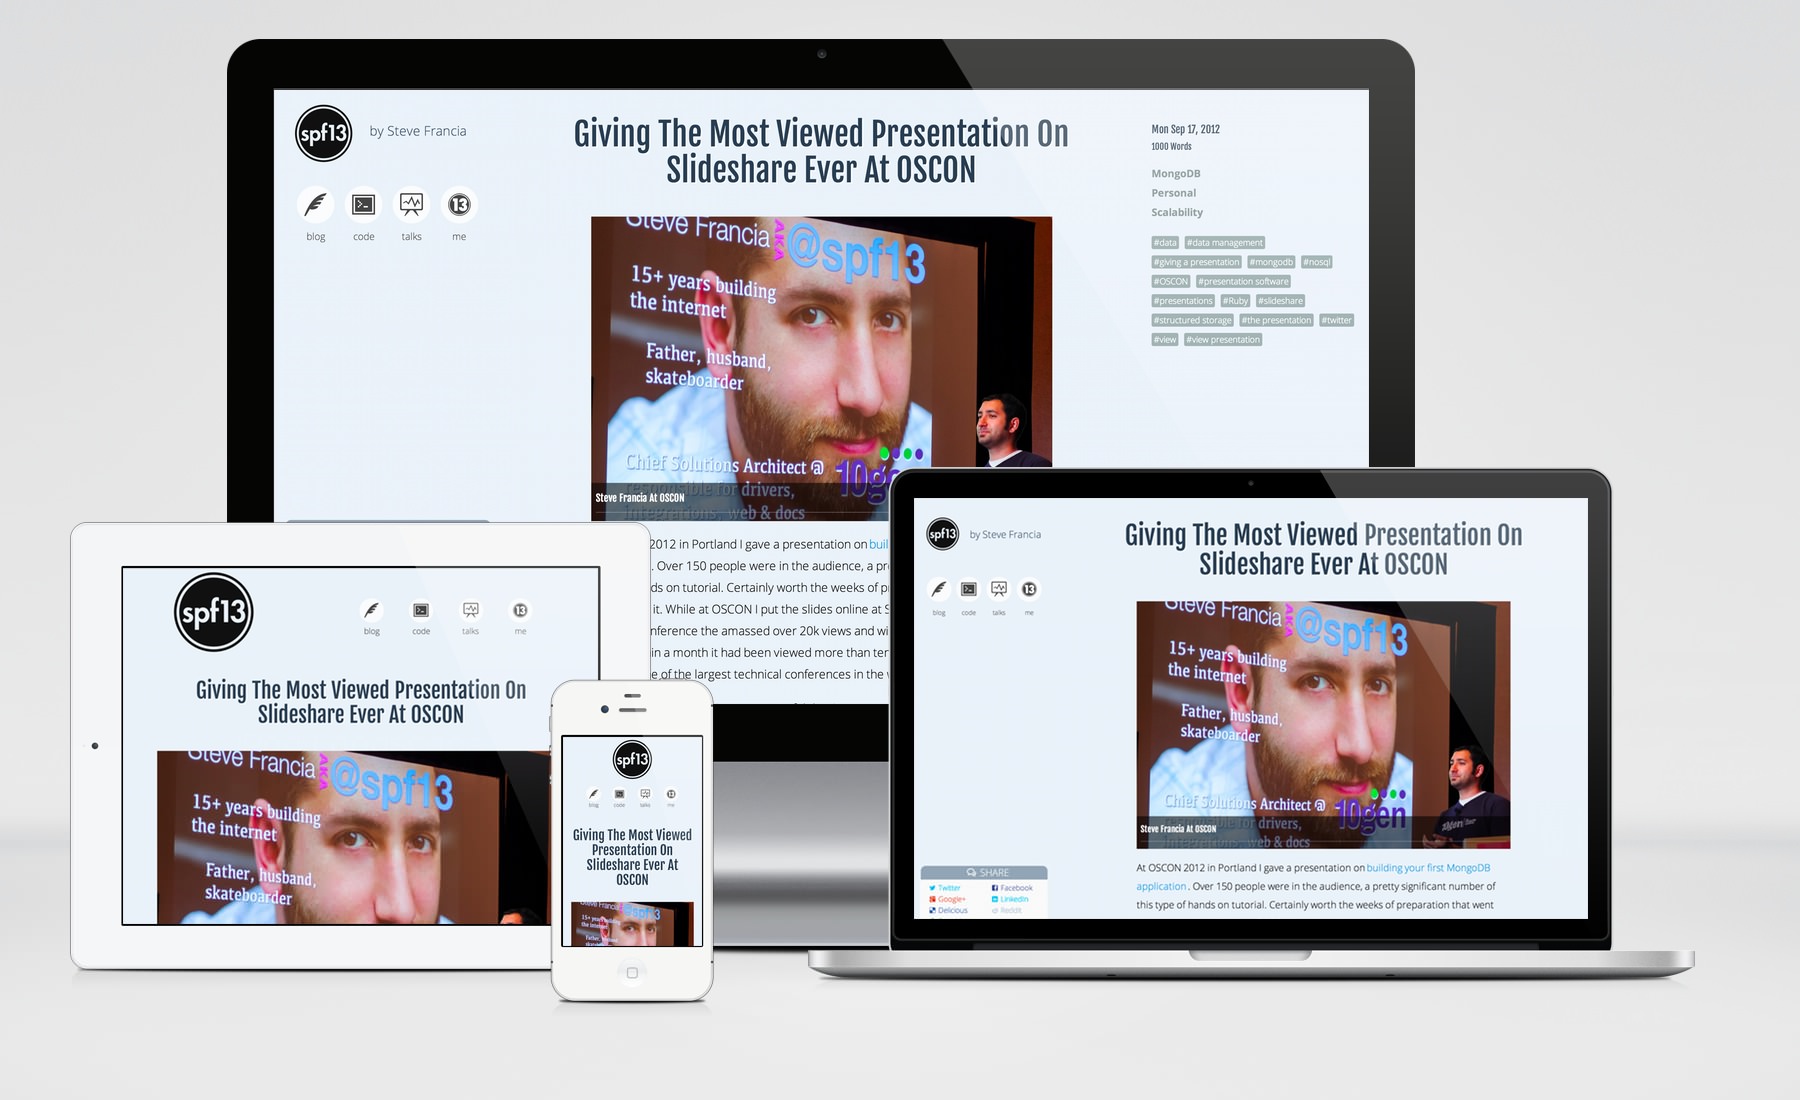 spf13
by Steve Francia
blog code talks me
Giving The Most Viewed Presentation On
Slideshare Ever At OSCON
Steve Francia AKA @spf13
15+ years building
the internet
Father, husband,
skateboarder
Chief Solutions Architect @ 10gen
responsible for drivers,
integrations, web & docs
Steve Francia At OSCON
2012 in Portland I gave a presentation on
. Over 150 people were in the audience, a
on tutorial. Certainly worth the weeks of
it. While at OSCON I put the slides online at
the amassed over 20k views and
in a month it had been viewed more than
of the largest technical conferences in the
Mon Sep 17, 2012
1000 Words
MongoDB
Personal
Scalability
#data #data management
#giving a presentation #mongodb #nosql
#OSCON #presentation software
#presentations #Ruby #slideshare
#structured storage #the presentation #twitter
#view #view presentation
spf13
blog code talks me
Giving The Most Viewed Presentation On
Slideshare Ever At OSCON
Steve Francia AKA @spf13
15+ years building
the internet
Father, husband,
skateboarder
spf13
blog code talks me
Giving The Most Viewed
Presentation On
Slideshare Ever At
OSCON
Steve Francia @spf13
15+ years building
the internet
spf13
by Steve Francia
blog code talks me
Giving The Most Viewed Presentation On
Slideshare Ever At OSCON
Steve Francia AKA @spf13
15+ years building
the internet
Father, husband,
skateboarder
Chief Solutions Architect @ 10gen
responsible for drivers,
integrations, web & docs
Steve Francia At OSCON
At OSCON 2012 in Portland I gave a presentation on building your first MongoDB
application . Over 150 people were in the audience, a pretty significant number of
this type of hands on tutorial. Certainly worth the weeks of preparation that went
SHARE
Twitter Facebook
Google+ LinkedIn
Delicious Reddit